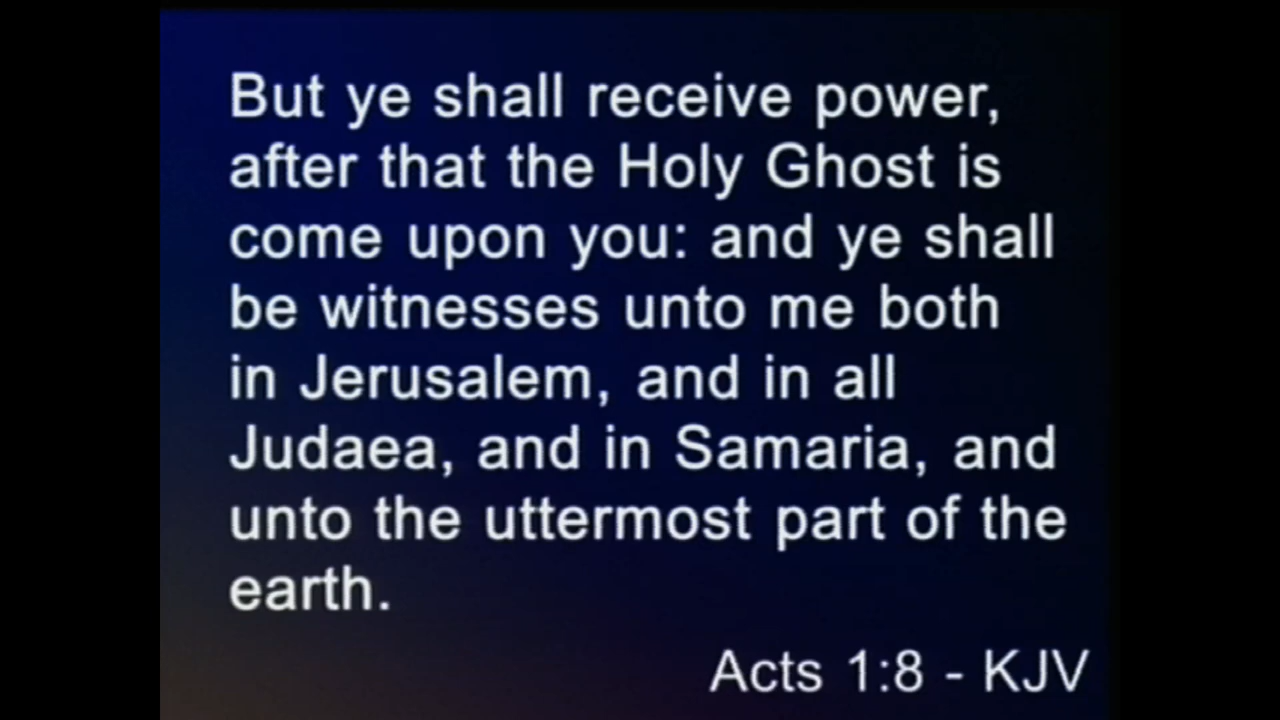 But ye shall receive power,
after that the Holy Ghost is
come upon you: and ye shall
be witnesses unto me both
in Jerusalem, and in all
Judaea, and in Samaria, and
unto the uttermost part of the
earth.
Acts 1:8 - KJV